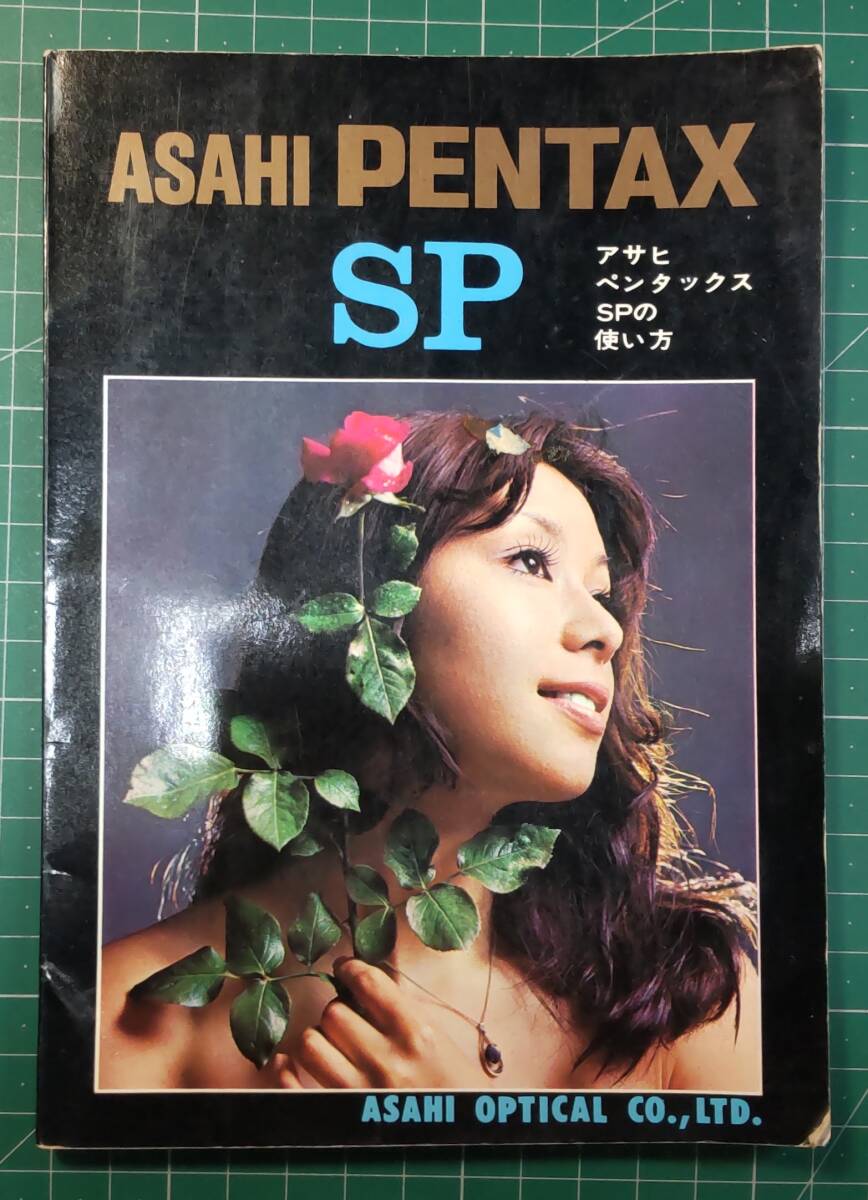 ASAHI PENTAX
SP
アサヒ
ペンタックス
SPの
使い方
ASAHI OPTICAL CO.,LTD.